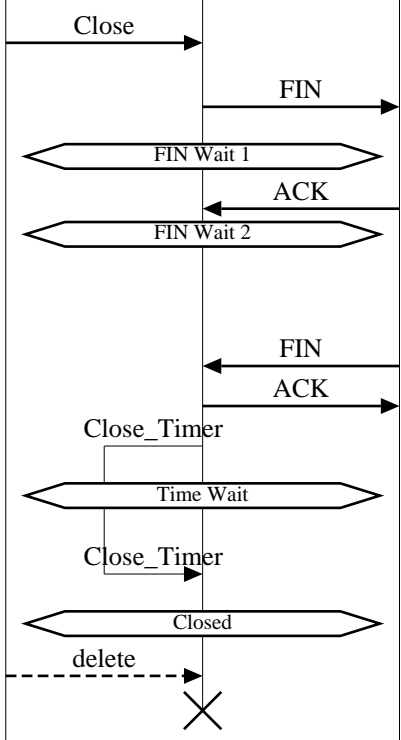 Close
FIN
FIN Wait 1
ACK
FIN Wait 2
FIN
ACK
Close_Timer
Time Wait
Close_Timer
Closed
delete